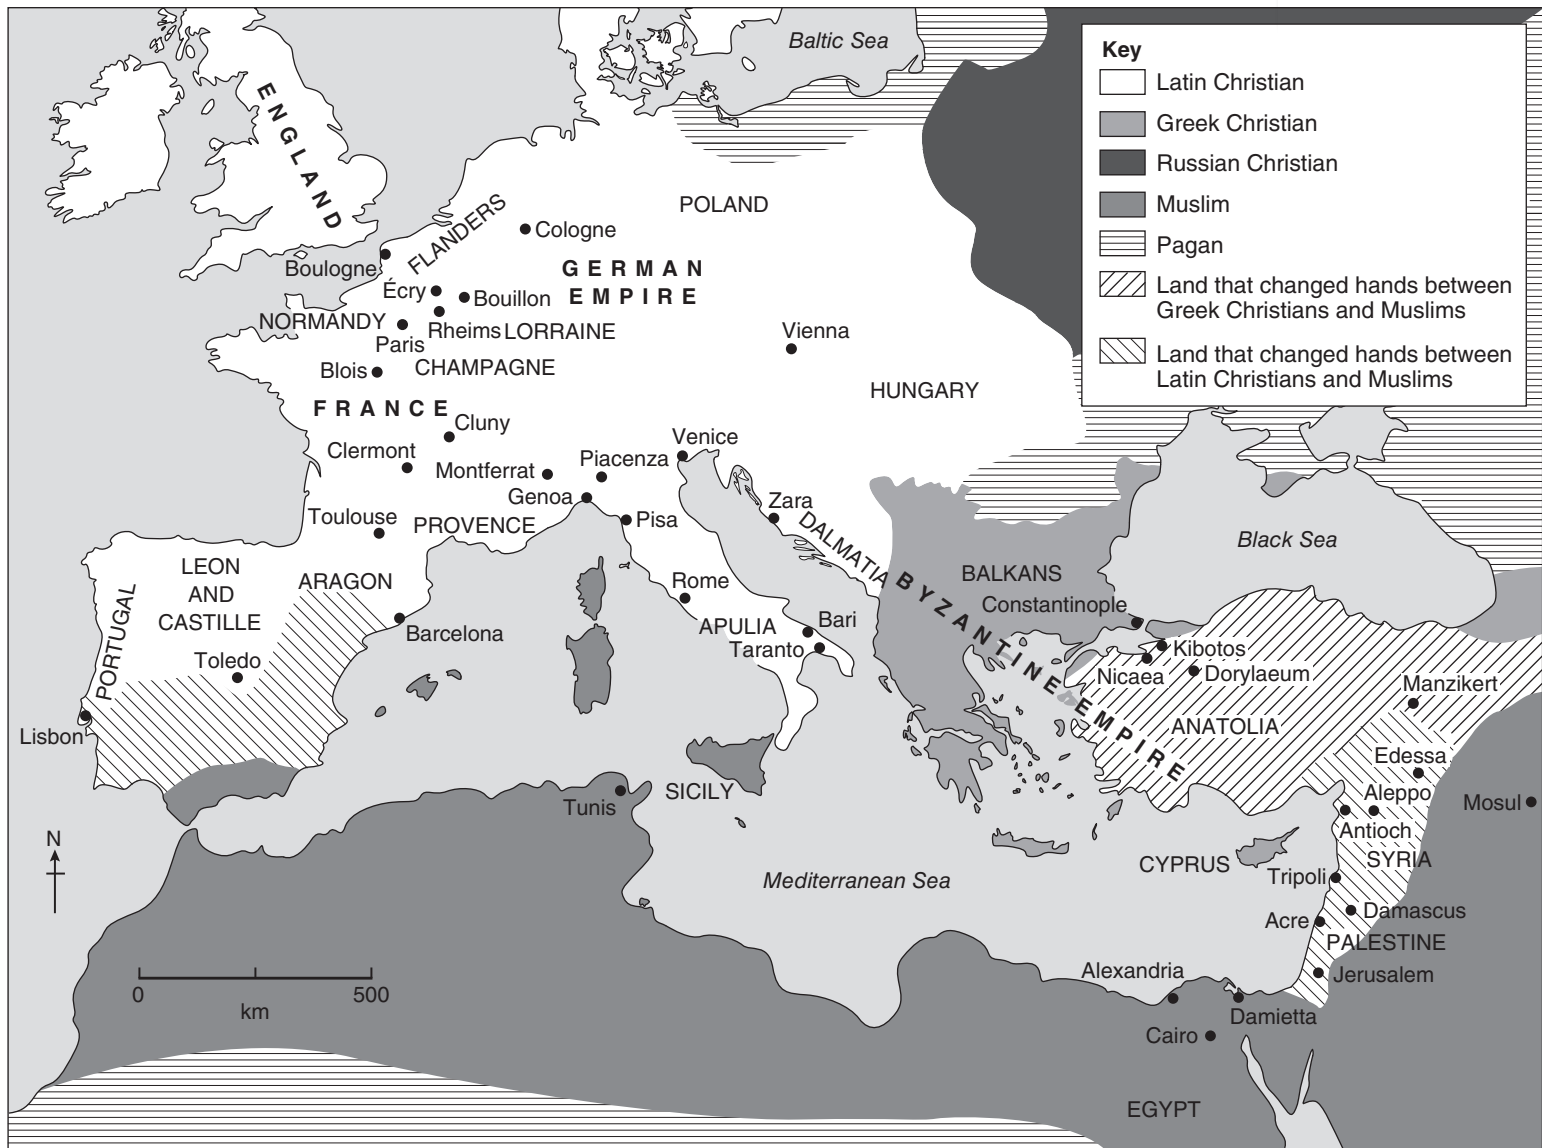 Baltic Sea
Key
Latin Christian
Greek Christian
Russian Christian
Muslim
Pagan
Land that changed hands between
Greek Christians and Muslims
Land that changed hands between
Latin Christians and Muslims
ENGLAND
POLAND
FLANDERS
Cologne
Boulogne
GERMAN
EMPIRE
Écry
Bouillon
NORMANDY
Rheims
LORRAINE
Paris
Vienna
Blois
CHAMPAGNE
HUNGARY
FRANCE
Cluny
Clermont
Venice
Montferrat
Piacenza
Genoa
Zara
Toulouse
PROVENCE
Pisa
DALMATIA
Black Sea
LEON
AND
CASTILLE
ARAGON
Rome
BALKANS
BYZANTINE EMPIRE
Constantinople
PORTUGAL
Barcelona
APULIA
Bari
Taranto
Kibotos
Toledo
Nicaea
Dorylaeum
Manzikert
Lisbon
ANATOLIA
Edessa
SICILY
Aleppo
Tunis
Mosul
Antioch
N
SYRIA
CYPRUS
Tripoli
Mediterranean Sea
Damascus
Acre
PALESTINE
Alexandria
Jerusalem
0
500
km
Damietta
Cairo
EGYPT